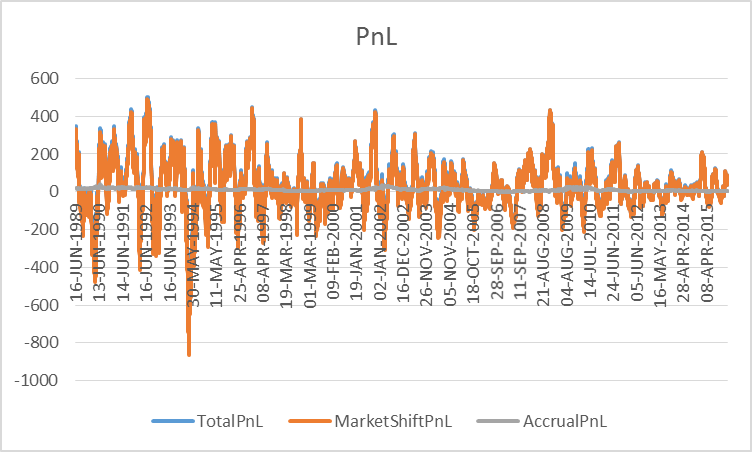 PnL
600
400
200
0
-200
-400
-600
-800
-1000
16-JUN-1989
13-JUN-1990
14-JUN-1991
16-JUN-1992
16-JUN-1993
30-MAY-1994
11-MAY-1995
25-APR-1996
08-APR-1997
19-MAR-1998
01-MAR-1999
09-FEB-2000
19-JAN-2001
02-JAN-2002
16-DEC-2002
26-NOV-2003
05-NOV-2004
18-OCT-2005
28-SEP-2006
11-SEP-2007
21-AUG-2008
04-AUG-2009
14-JUL-2010
24-JUN-2011
05-JUN-2012
16-MAY-2013
28-APR-2014
08-APR-2015
TotalPnL MarketShiftPnL AccrualPnL